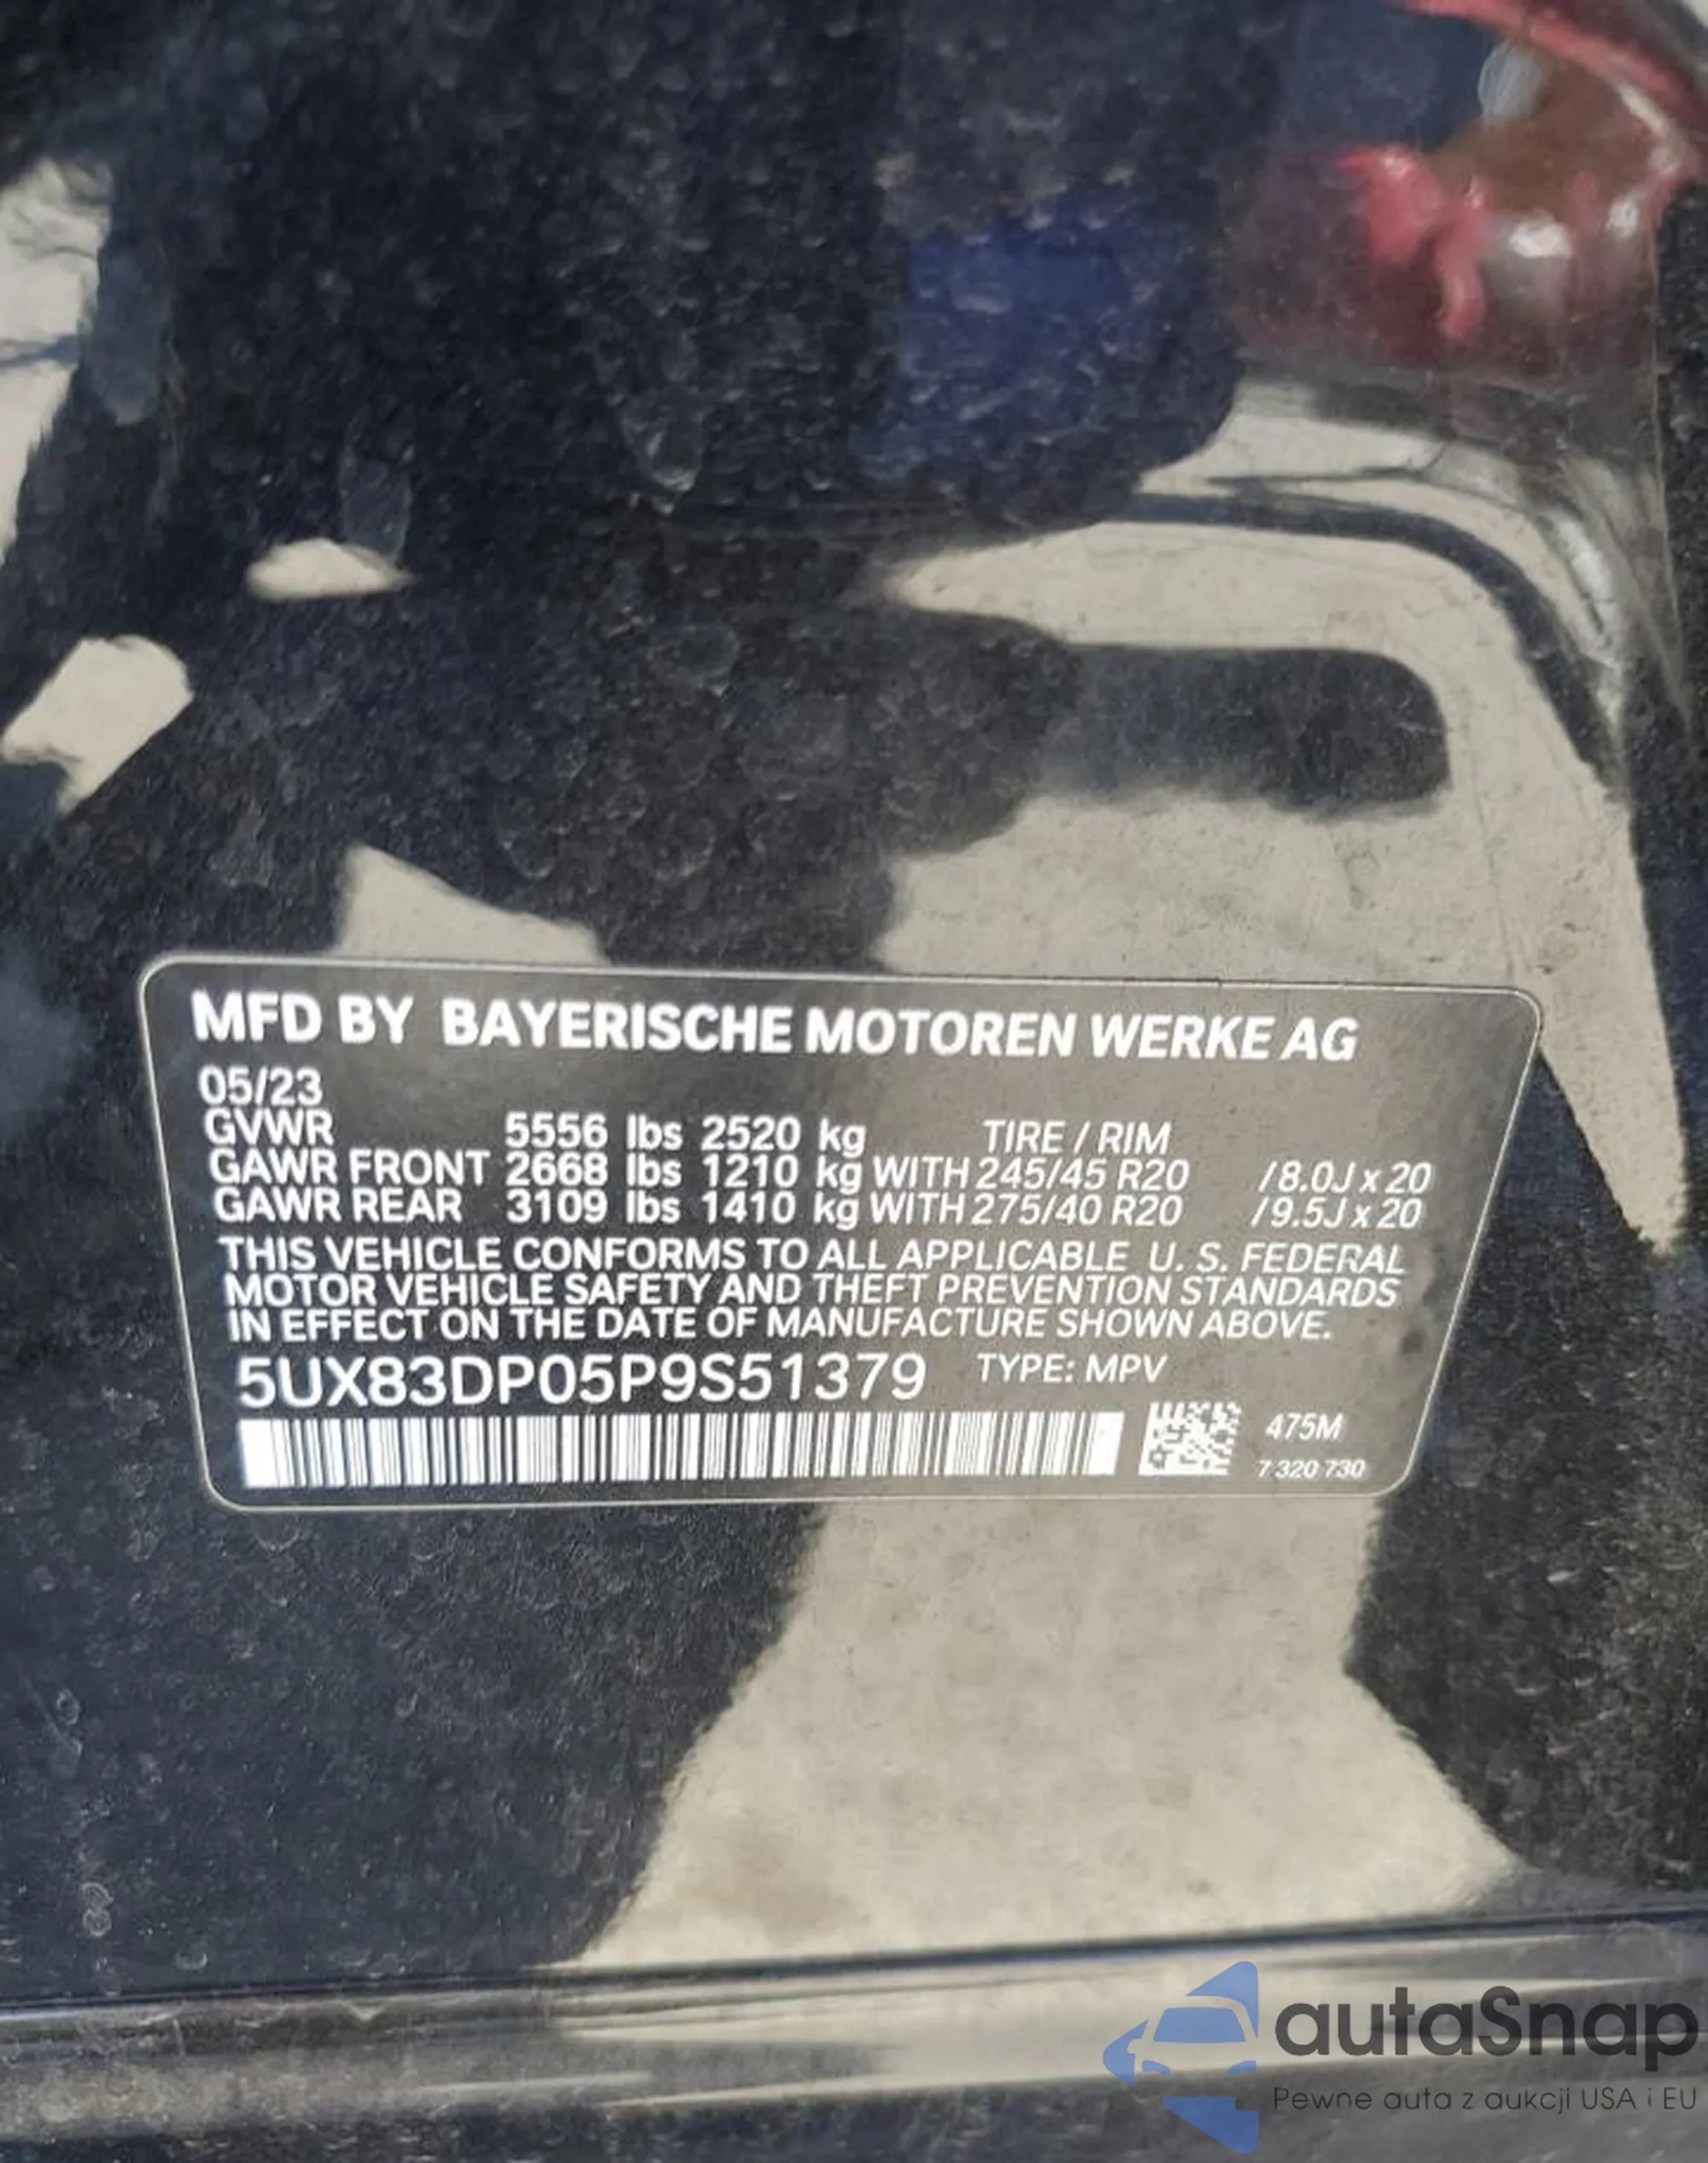 MFD BY BAYERISCHE MOTOREN WERKE AG
05/23
GVWR 5556 lbs 2520 kg TIRE / RIM
GAWR FRONT 2668 lbs 1210 kg WITH 245/45 R20 /8.0J x 20
GAWR REAR 3109 lbs 1410 kg WITH 275/40 R20 /9.5J x 20
THIS VEHICLE CONFORMS TO ALL APPLICABLE U. S. FEDERAL
MOTOR VEHICLE SAFETY AND THEFT PREVENTION STANDARDS
IN EFFECT ON THE DATE OF MANUFACTURE SHOWN ABOVE.
5UX83DP05P9S51379 TYPE: MPV
475M
7 320 730
autaSnap
Pewne auta z aukcji USA i EU